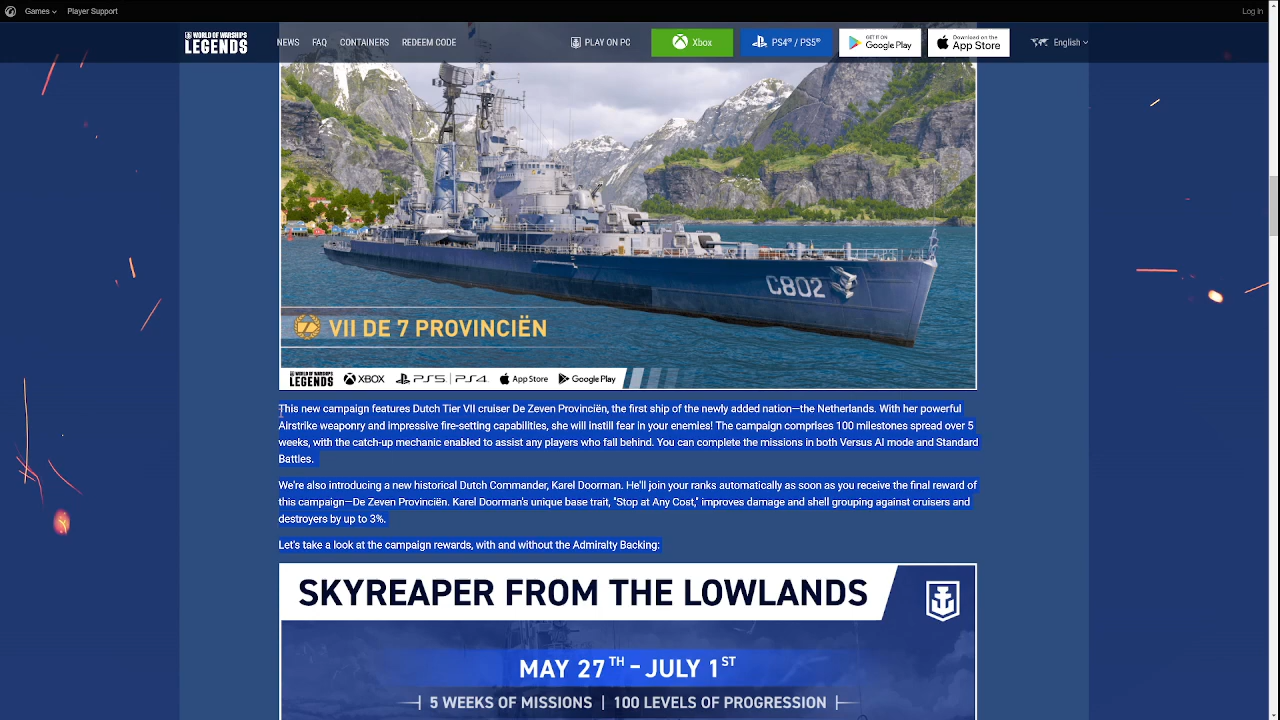 Games
Player Support
Log in
WORLD OF WARSHIPS
LEGENDS
NEWS
FAQ
CONTAINERS
REDEEM CODE
PLAY ON PC
Xbox
PS4® / PS5®
GET IT ON
Google Play
Download on the
App Store
English
C802
VII DE 7 PROVINCIËN
WORLD OF WARSHIPS
LEGENDS
XBOX
PS5
PS4
App Store
Google Play
This new campaign features Dutch Tier VII cruiser De Zeven Provinciën, the first ship of the newly added nation—the Netherlands. With her powerful
Airstrike weaponry and impressive fire-setting capabilities, she will instill fear in your enemies! The campaign comprises 100 milestones spread over 5
weeks, with the catch-up mechanic enabled to assist any players who fall behind. You can complete the missions in both Versus AI mode and Standard
Battles.
We're also introducing a new historical Dutch Commander, Karel Doorman. He'll join your ranks automatically as soon as you receive the final reward of
this campaign—De Zeven Provinciën. Karel Doorman's unique base trait, "Stop at Any Cost," improves damage and shell grouping against cruisers and
destroyers by up to 3%.
Let's take a look at the campaign rewards, with and without the Admiralty Backing:
SKYREAPER FROM THE LOWLANDS
MAY 27TH – JULY 1ST
5 WEEKS OF MISSIONS | 100 LEVELS OF PROGRESSION